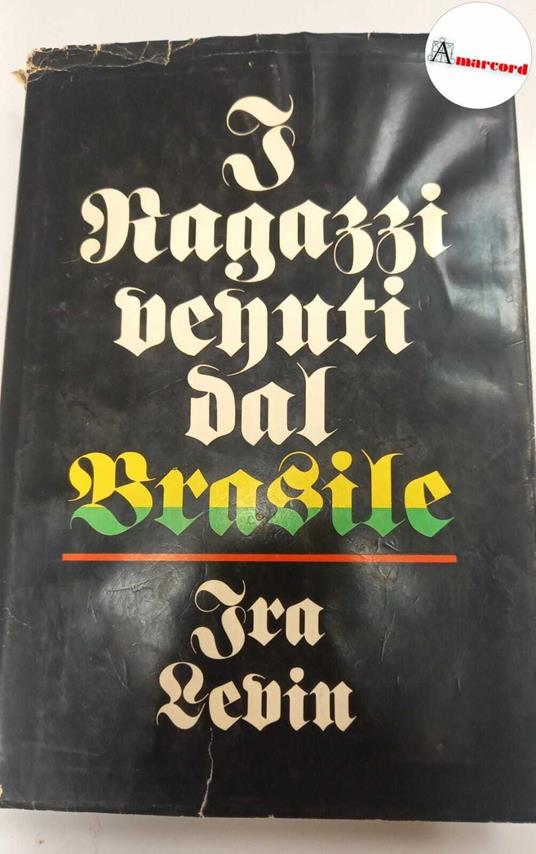 Amarcord
I
Ragazzi
venuti
dal
Brasile
Ira
Levin